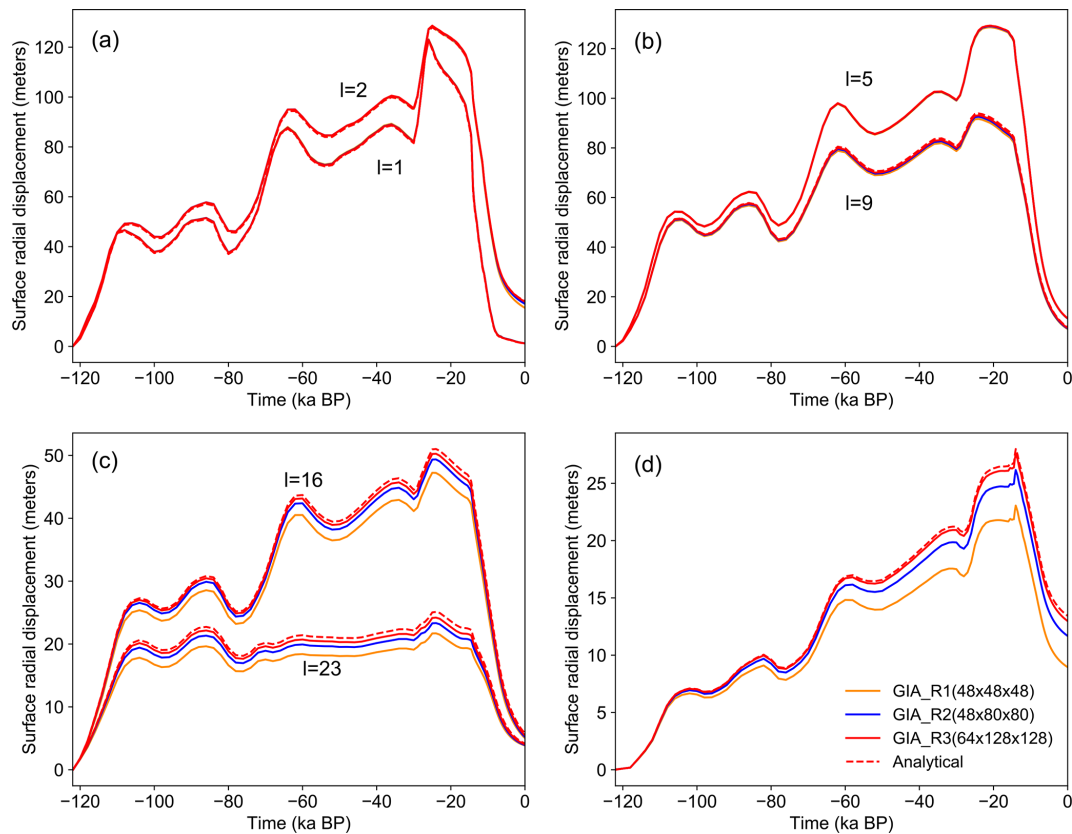 (a)
l=2
l=1
120
100
80
60
40
20
0
Surface radial displacement (meters)
−120 −100 −80 −60 −40 −20 0
Time (ka BP)
(b)
l=5
l=9
120
100
80
60
40
20
0
Surface radial displacement (meters)
−120 −100 −80 −60 −40 −20 0
Time (ka BP)
(c)
l=16
l=23
50
40
30
20
10
0
Surface radial displacement (meters)
−120 −100 −80 −60 −40 −20 0
Time (ka BP)
(d)
25
20
15
10
5
0
Surface radial displacement (meters)
GIA_R1(48x48x48)
GIA_R2(48x80x80)
GIA_R3(64x128x128)
Analytical
−120 −100 −80 −60 −40 −20 0
Time (ka BP)